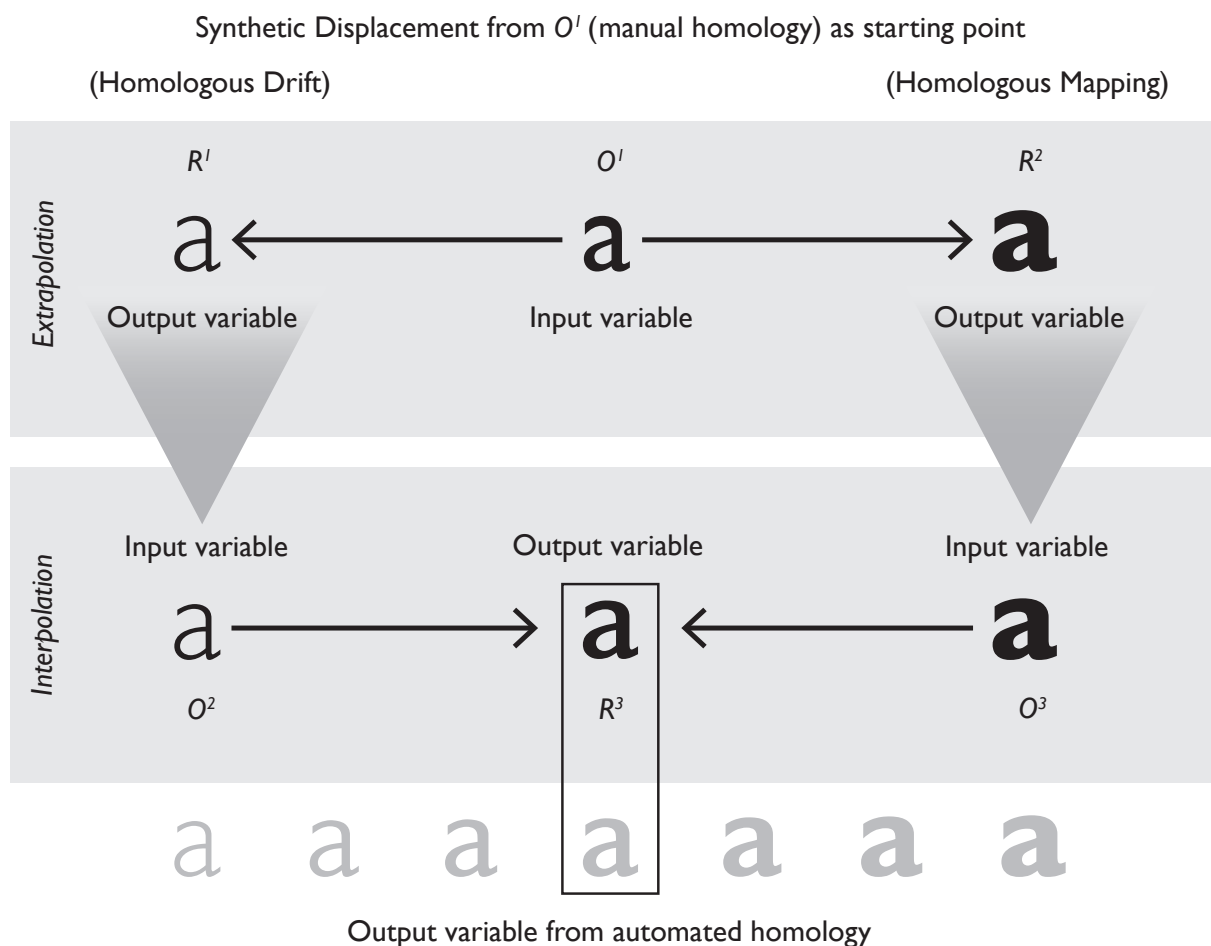 Synthetic Displacement from O¹ (manual homology) as starting point
(Homologous Drift) (Homologous Mapping)
R¹ O¹ R²
Extrapolation
a a a
Output variable Input variable Output variable
Input variable Output variable Input variable
Interpolation
a a a
O² R³ O³
a a a a a a a
Output variable from automated homology